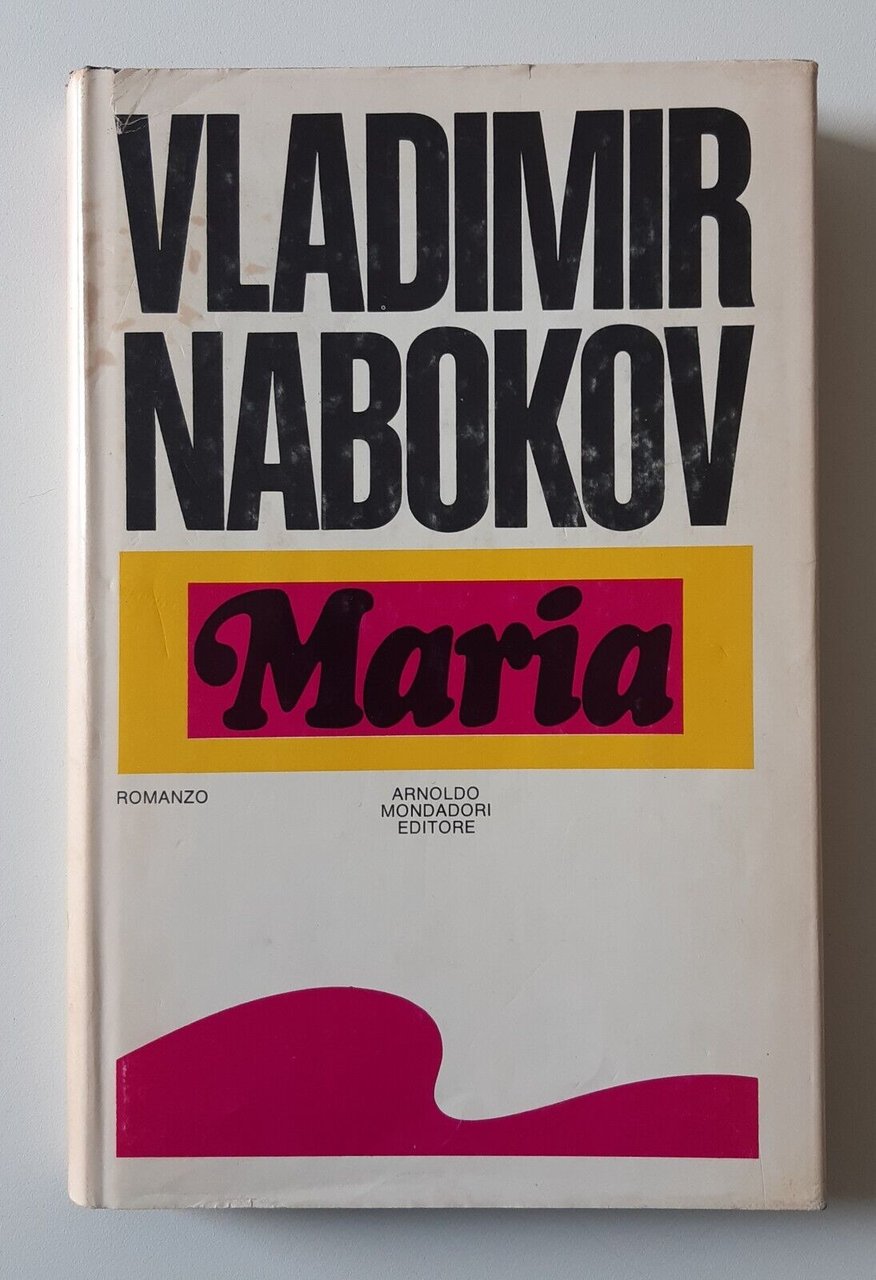 VLADIMIR
NABOKOV
Maria
ROMANZO
ARNOLDO
MONDADORI
EDITORE